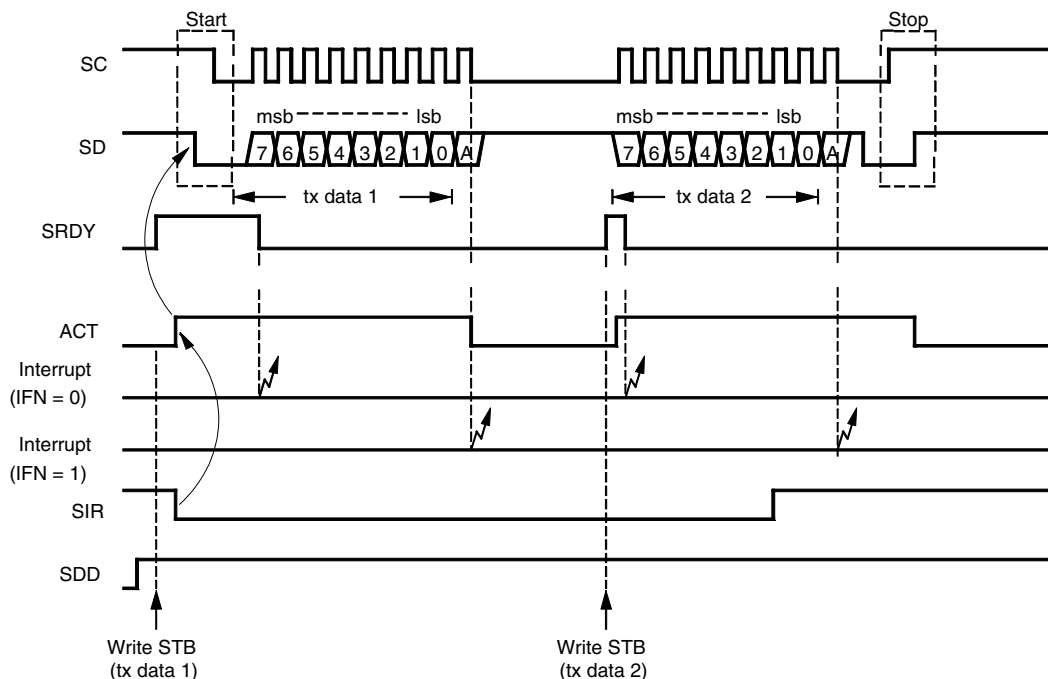 Start
Stop
SC
msb lsb
msb lsb
SD
7 6 5 4 3 2 1 0 A
7 6 5 4 3 2 1 0 A
tx data 1
tx data 2
SRDY
ACT
Interrupt
(IFN = 0)
Interrupt
(IFN = 1)
SIR
SDD
Write STB
(tx data 1)
Write STB
(tx data 2)